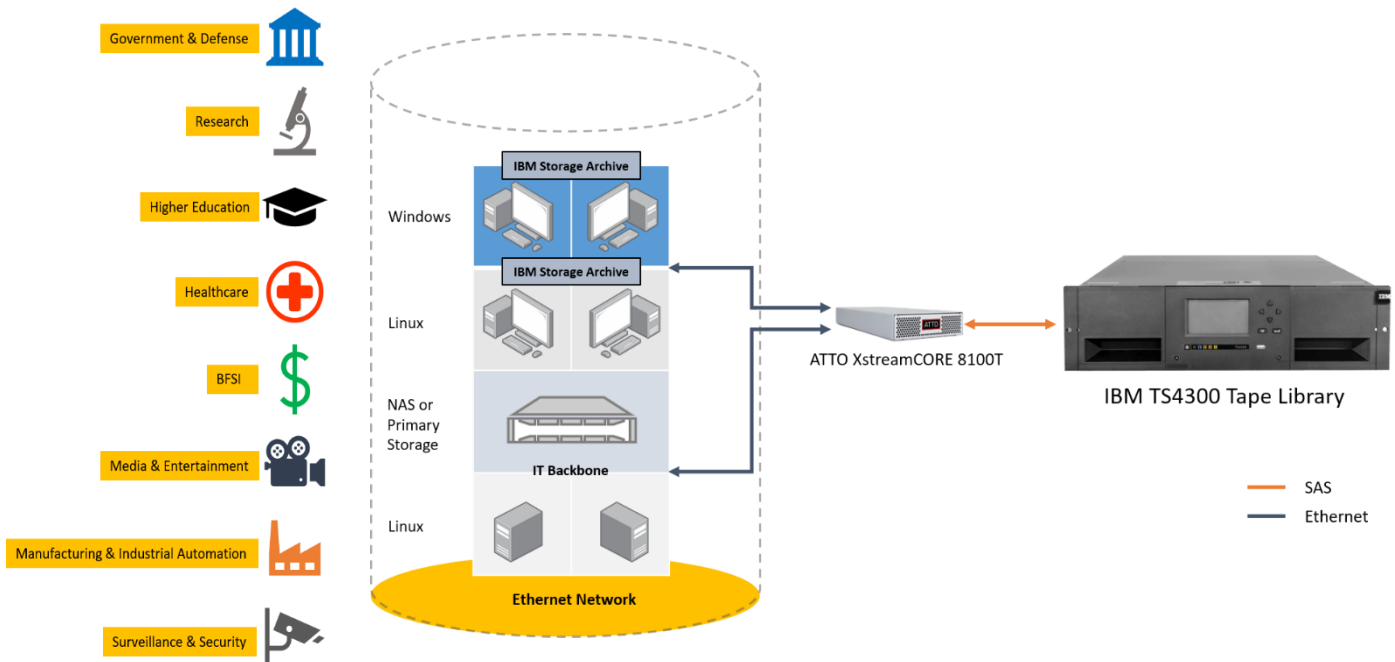 Government & Defense
Research
Higher Education
Healthcare
BFSI
Media & Entertainment
Manufacturing & Industrial Automation
Surveillance & Security
IBM Storage Archive
Windows
IBM Storage Archive
Linux
NAS or
Primary
Storage
IT Backbone
Linux
Ethernet Network
ATTO
ATTO XstreamCORE 8100T
IBM
IBM TS4300 Tape Library
SAS
Ethernet